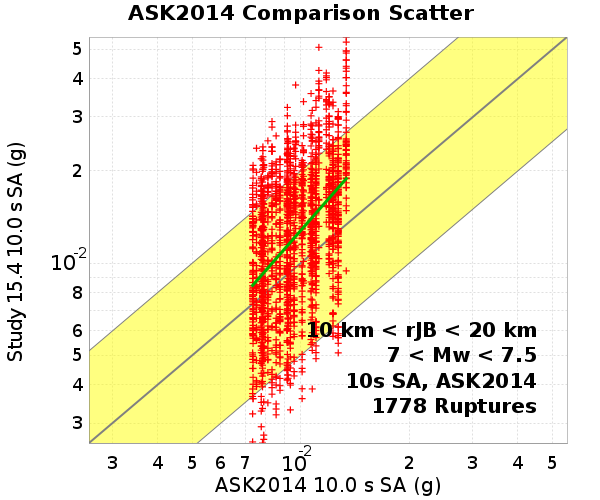 ASK2014 Comparison Scatter
5
4
3
2
10-2
8
6
5
4
3
Study 15.4 10.0 s SA (g)
10 km < rJB < 20 km
7 < Mw < 7.5
10s SA, ASK2014
1778 Ruptures
3 4 5 6 7 10-2 2 3 4 5
ASK2014 10.0 s SA (g)